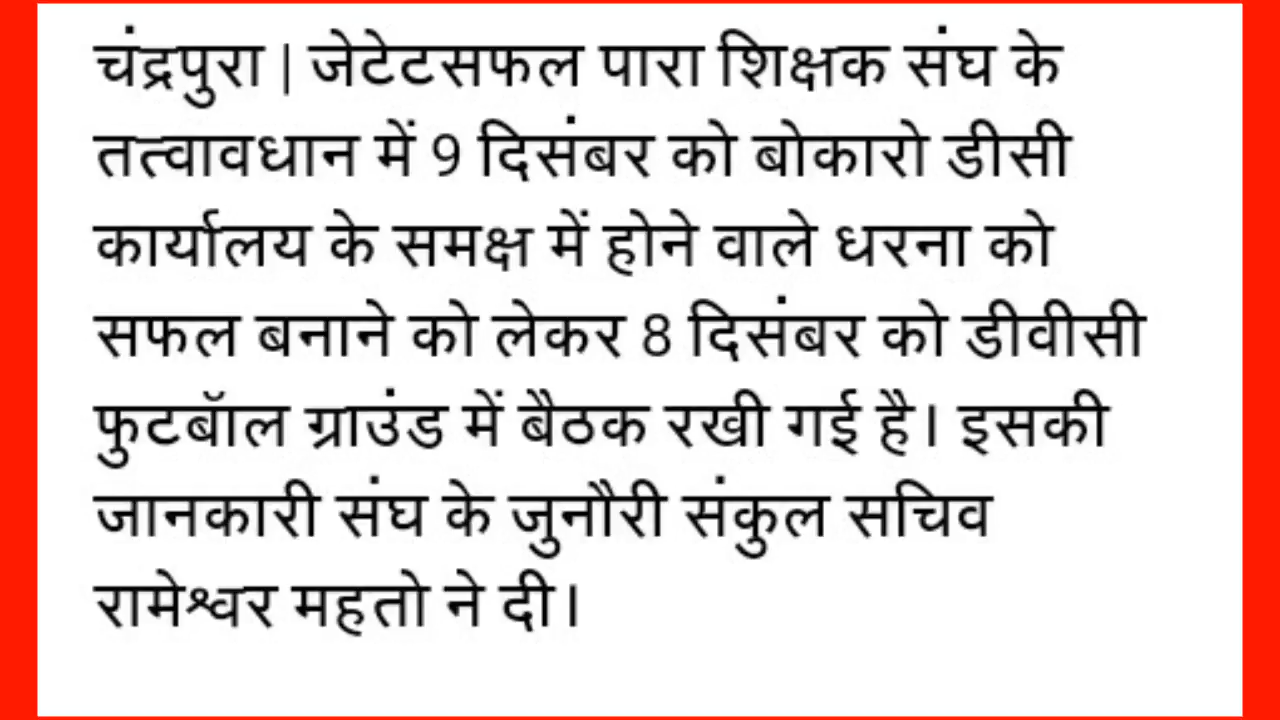 चंद्रपुरा | जेटेटसफल पारा शिक्षक संघ के
तत्वावधान में 9 दिसंबर को बोकारो डीसी
कार्यालय के समक्ष में होने वाले धरना को
सफल बनाने को लेकर 8 दिसंबर को डीवीसी
फुटबॉल ग्राउंड में बैठक रखी गई है। इसकी
जानकारी संघ के जुनौरी संकुल सचिव
रामेश्वर महतो ने दी।